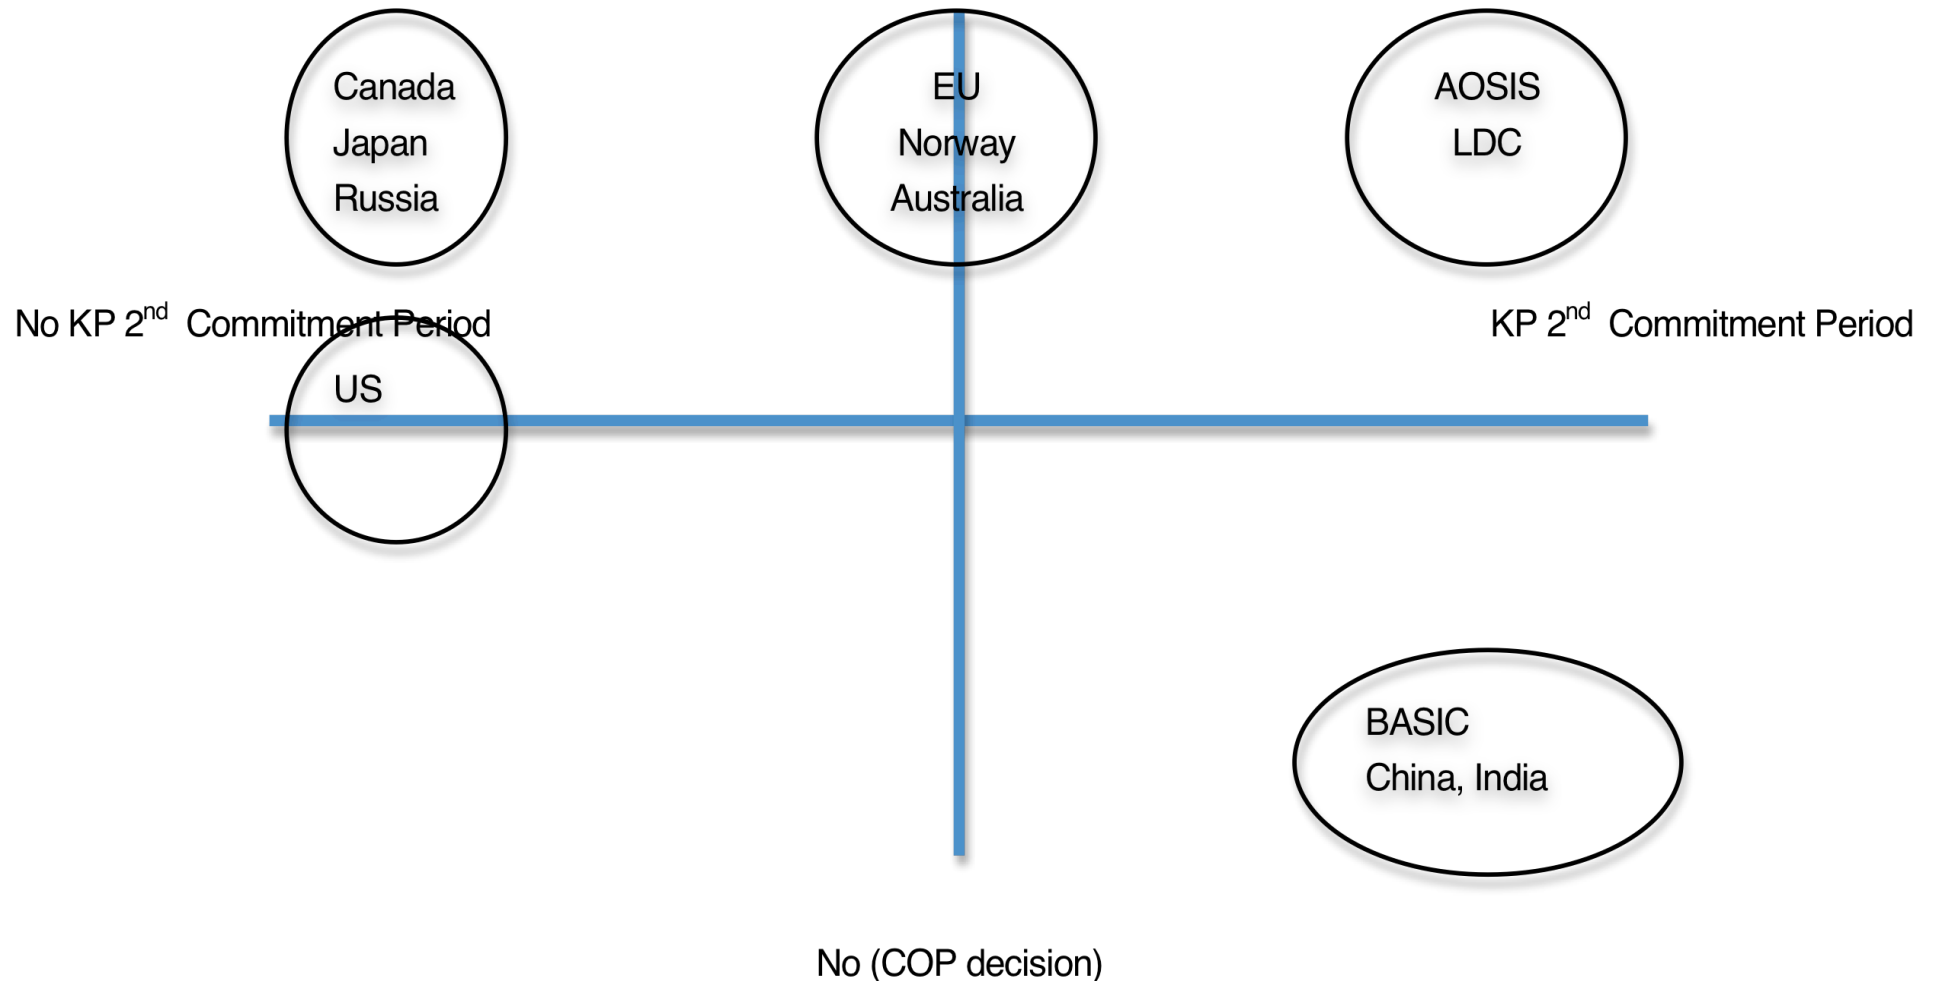 Canada
Japan
Russia
EU
Norway
Australia
AOSIS
LDC
No KP 2nd Commitment Period
KP 2nd Commitment Period
US
BASIC
China, India
No (COP decision)